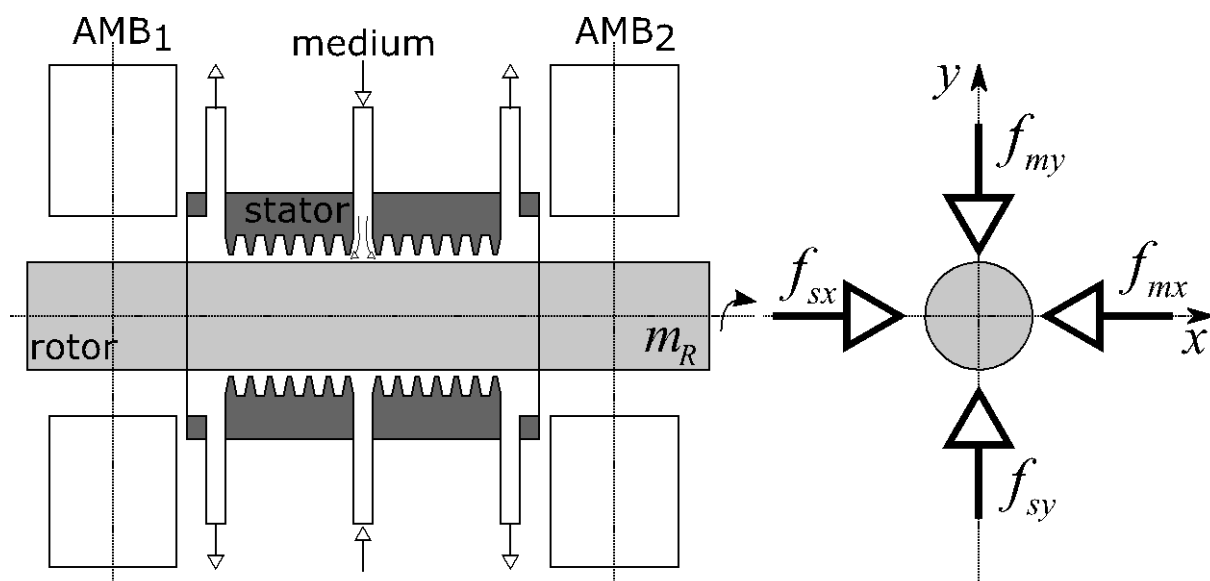 AMB1
medium
AMB2
stator
rotor
mR
y
fmy
fsx
fmx
x
fsy